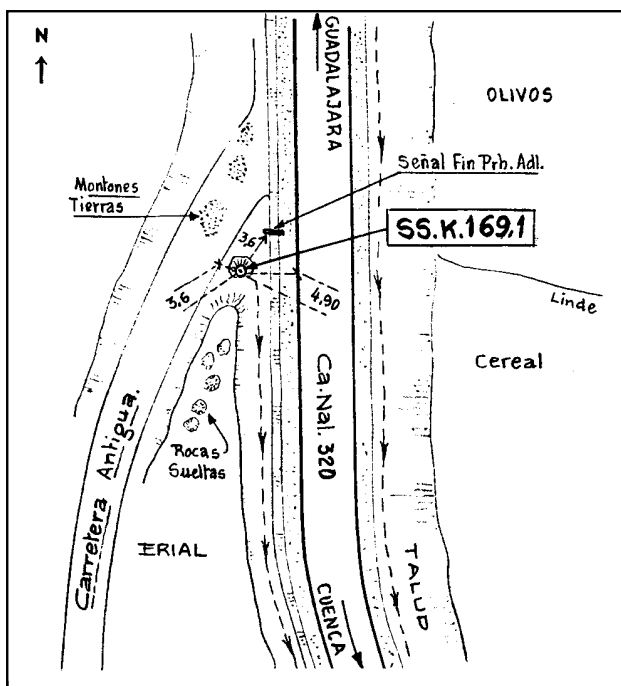 N
GUADALAJARA
OLIVOS
Señal Fin Prh. Adl.
Montones
Tierras
SS.K.169,1
3,6
3,6
4,90
Linde
Cereal
Ca. Nal. 320
Rocas
Sueltas
Carretera Antigua.
ERIAL
TALUD
CUENCA